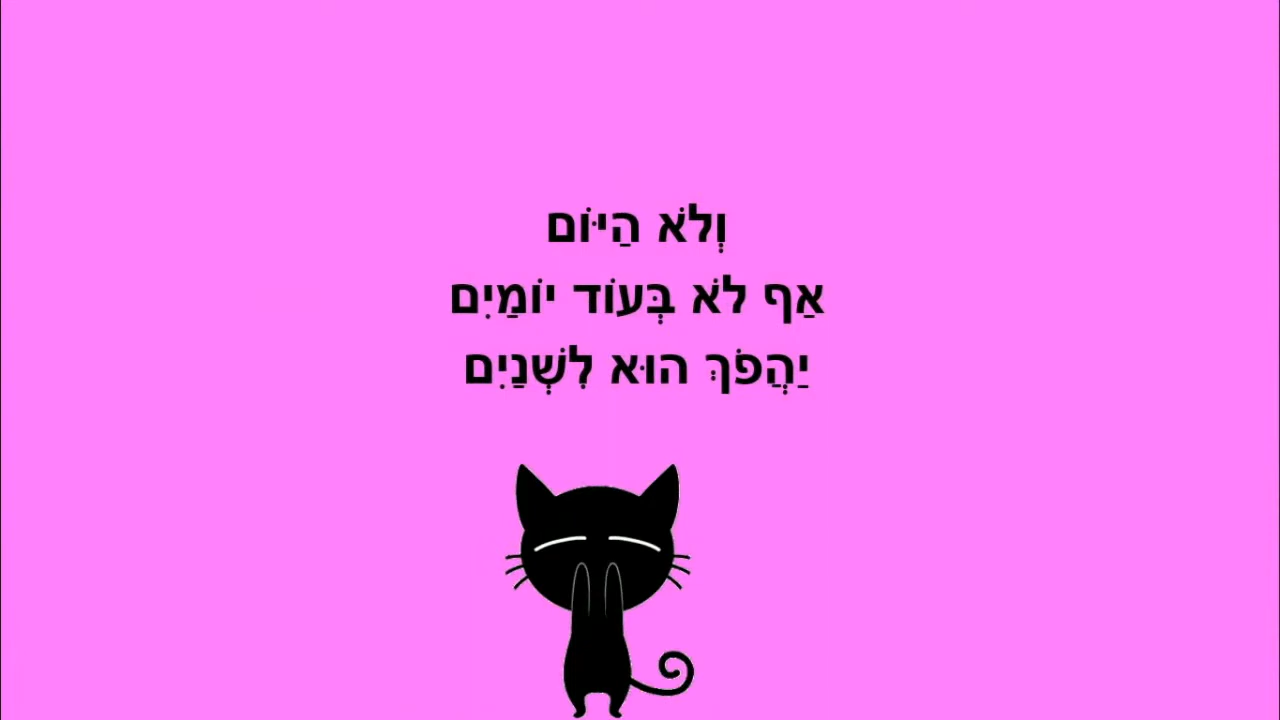 וְלֹא הַיּוֹם
אַף לֹא בְּעוֹד יוֹמַיִם
יַהֲפֹךְ הוּא לִשְׁנַיִם